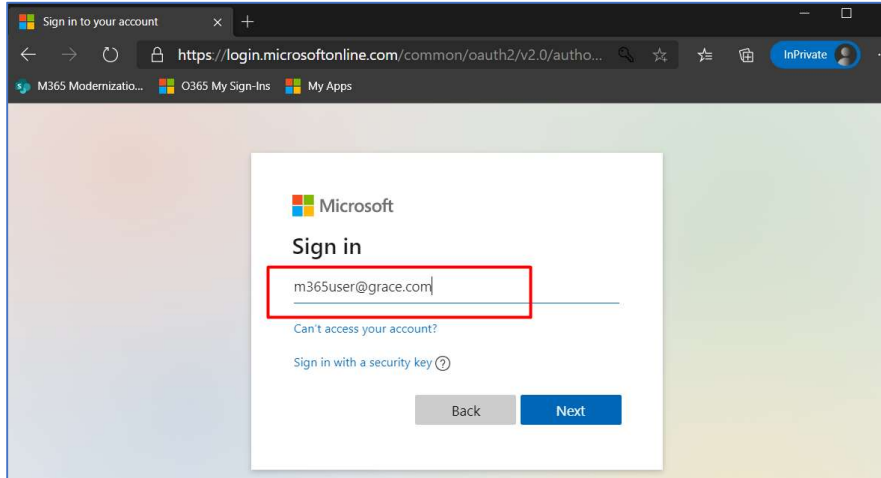 Sign in to your account
https://login.microsoftonline.com/common/oauth2/v2.0/autho...
InPrivate
M365 Modernizatio... O365 My Sign-Ins My Apps
Microsoft
Sign in
m365user@grace.com
Can't access your account?
Sign in with a security key
Back Next